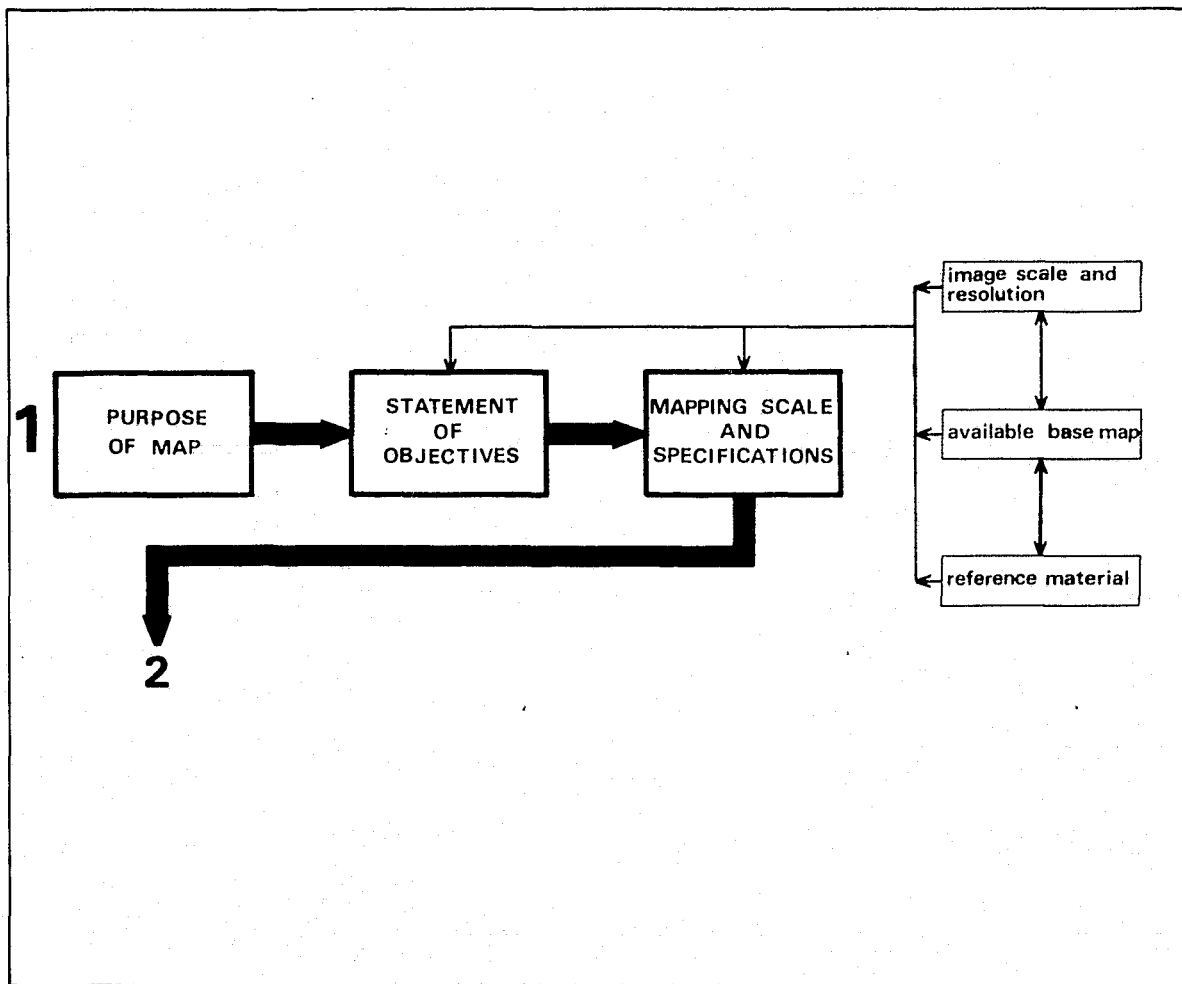 1
PURPOSE
OF MAP
STATEMENT
OF
OBJECTIVES
MAPPING SCALE
AND
SPECIFICATIONS
image scale and
resolution
available base map
reference material
2